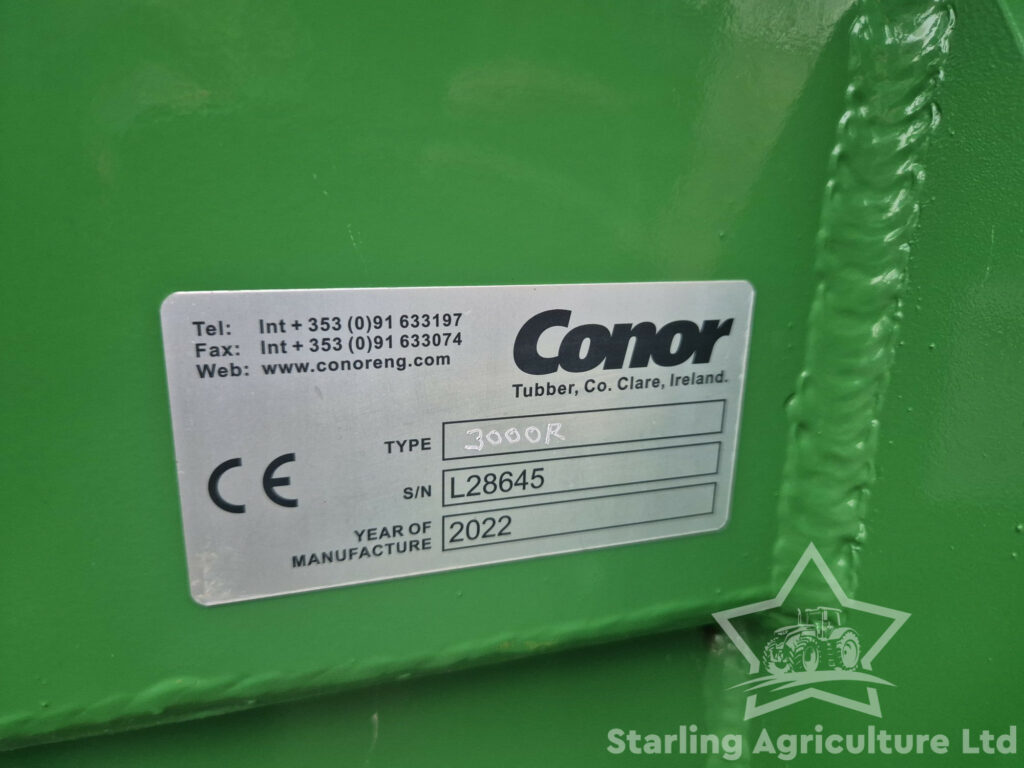 Tel: Int + 353 (0)91 633197
Fax: Int + 353 (0)91 633074
Web: www.conoreng.com
Conor
Tubber, Co. Clare, Ireland.
TYPE 3000R
S/N L28645
YEAR OF MANUFACTURE 2022
CE
Starling Agriculture Ltd